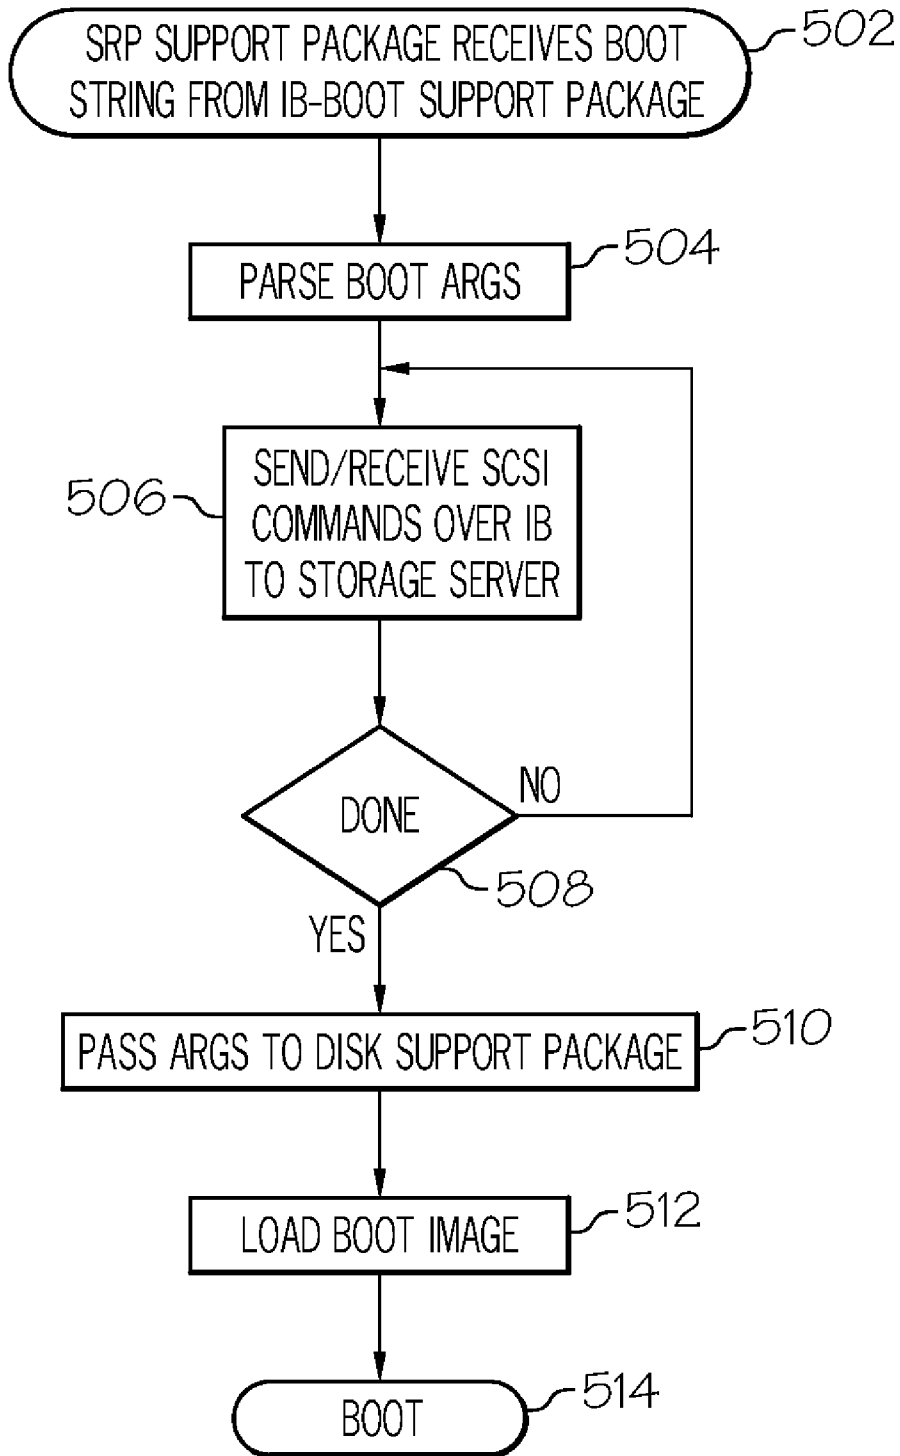 SRP SUPPORT PACKAGE RECEIVES BOOT
STRING FROM IB-BOOT SUPPORT PACKAGE
502
PARSE BOOT ARGS
504
SEND/RECEIVE SCSI
COMMANDS OVER IB
TO STORAGE SERVER
506
DONE
NO
508
YES
PASS ARGS TO DISK SUPPORT PACKAGE
510
LOAD BOOT IMAGE
512
BOOT
514